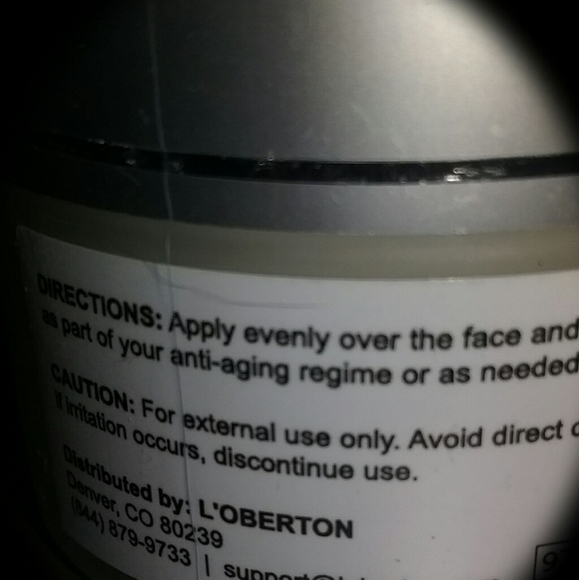 DIRECTIONS: Apply evenly over the face and
as part of your anti-aging regime or as needed
CAUTION: For external use only. Avoid direct
If irritation occurs, discontinue use.
Distributed by: L'OBERTON
Denver, CO 80239
(844) 879-9733 |